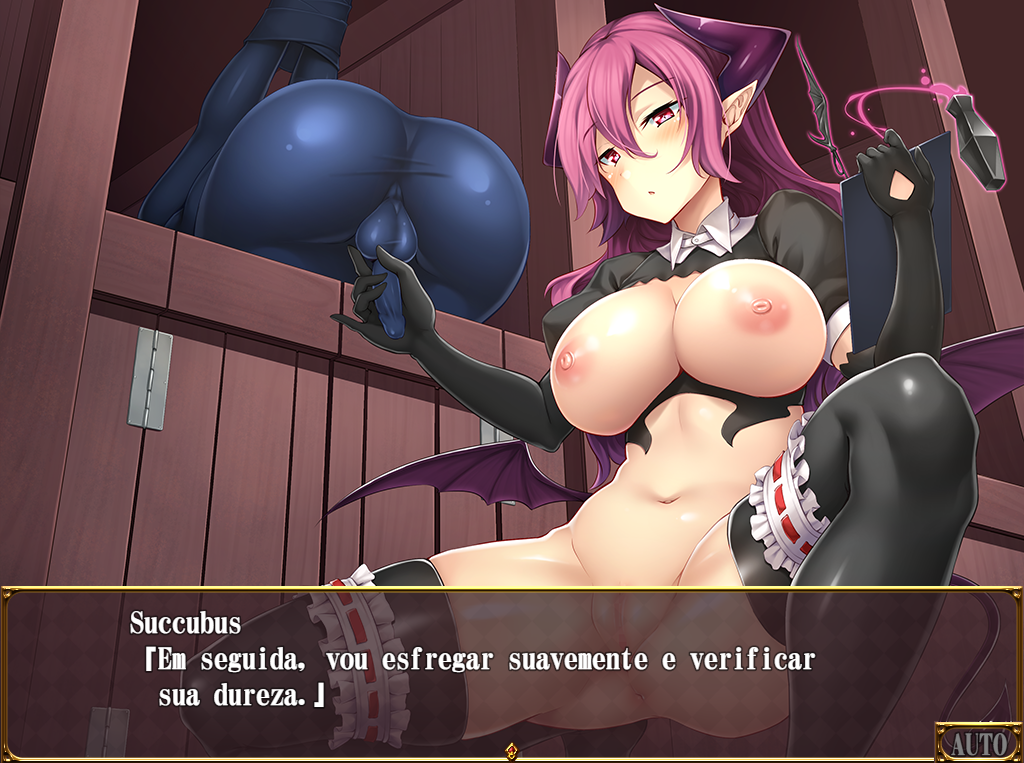 Succubus
『Em seguida, vou esfregar suavemente e verificar
sua dureza.』
AUTO